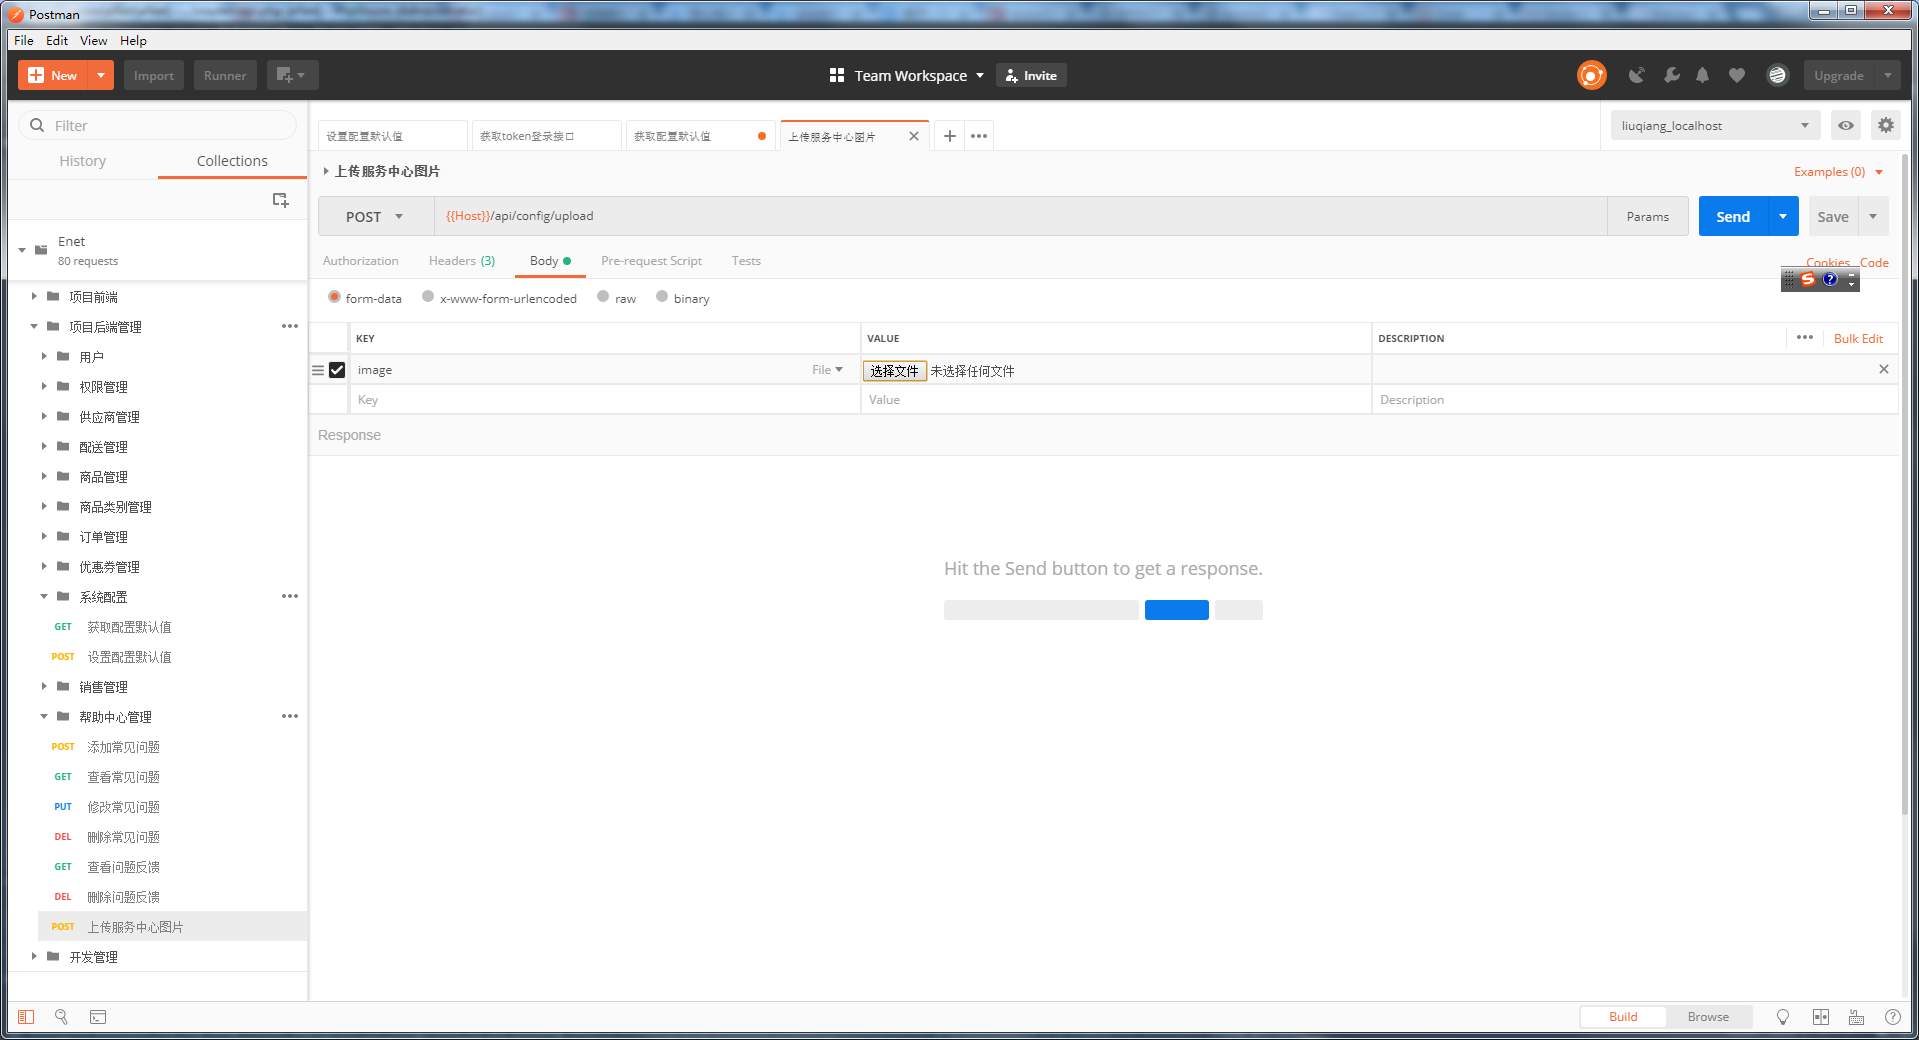 Postman
File Edit View Help
New Import Runner Team Workspace Invite Upgrade
Filter
History Collections
Enet
80 requests
项目前端
项目后端管理
用户
权限管理
供应商管理
配送管理
商品管理
商品类别管理
订单管理
优惠券管理
系统配置
GET 获取配置默认值
POST 设置配置默认值
销售管理
帮助中心管理
POST 添加常见问题
GET 查看常见问题
PUT 修改常见问题
DEL 删除常见问题
GET 查看问题反馈
DEL 删除问题反馈
POST 上传服务中心图片
开发管理
设置配置默认值 获取token登录接口 获取配置默认值 上传服务中心图片
liuqiang_localhost
上传服务中心图片 Examples (0)
POST {{Host}}/api/config/upload Params Send Save
Authorization Headers (3) Body Pre-request Script Tests Cookies Code
form-data x-www-form-urlencoded raw binary
KEY VALUE DESCRIPTION Bulk Edit
image File 选择文件 未选择任何文件
Key Value Description
Response
Hit the Send button to get a response.
Build Browse